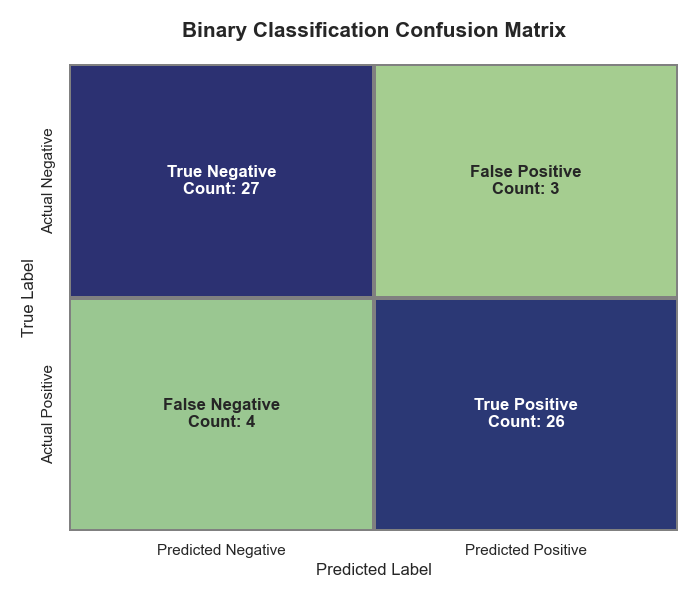 Binary Classification Confusion Matrix
True Label
Actual Negative
True Negative
Count: 27
False Positive
Count: 3
Actual Positive
False Negative
Count: 4
True Positive
Count: 26
Predicted Negative
Predicted Positive
Predicted Label